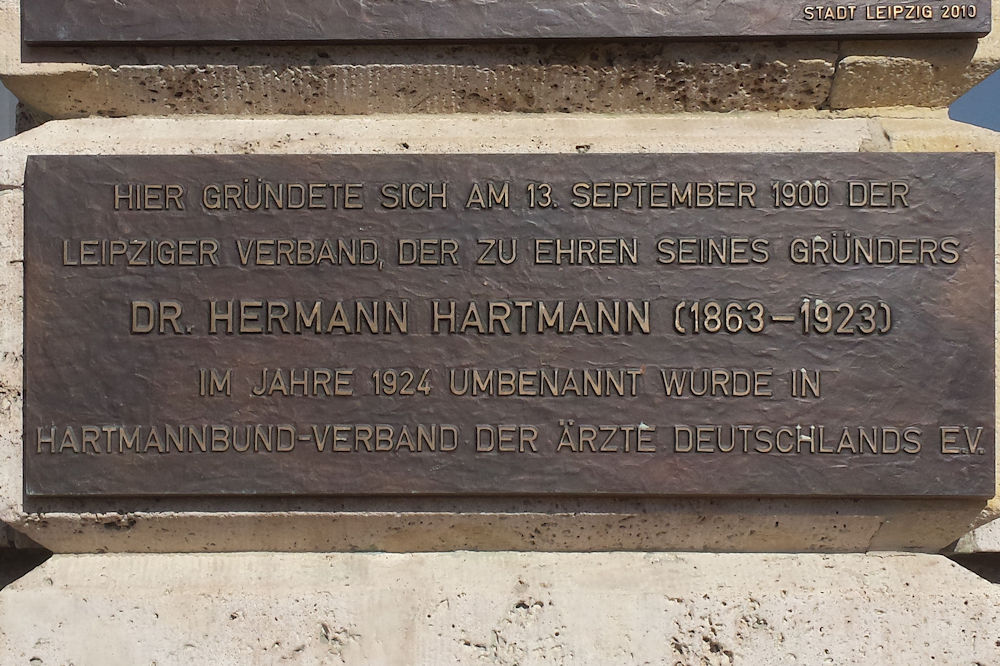 STADT LEIPZIG 2010
HIER GRÜNDETE SICH AM 13. SEPTEMBER 1900 DER
LEIPZIGER VERBAND, DER ZU EHREN SEINES GRÜNDERS
DR. HERMANN HARTMANN (1863–1923)
IM JAHRE 1924 UMBENANNT WURDE IN
HARTMANNBUND-VERBAND DER ÄRZTE DEUTSCHLANDS E.V.